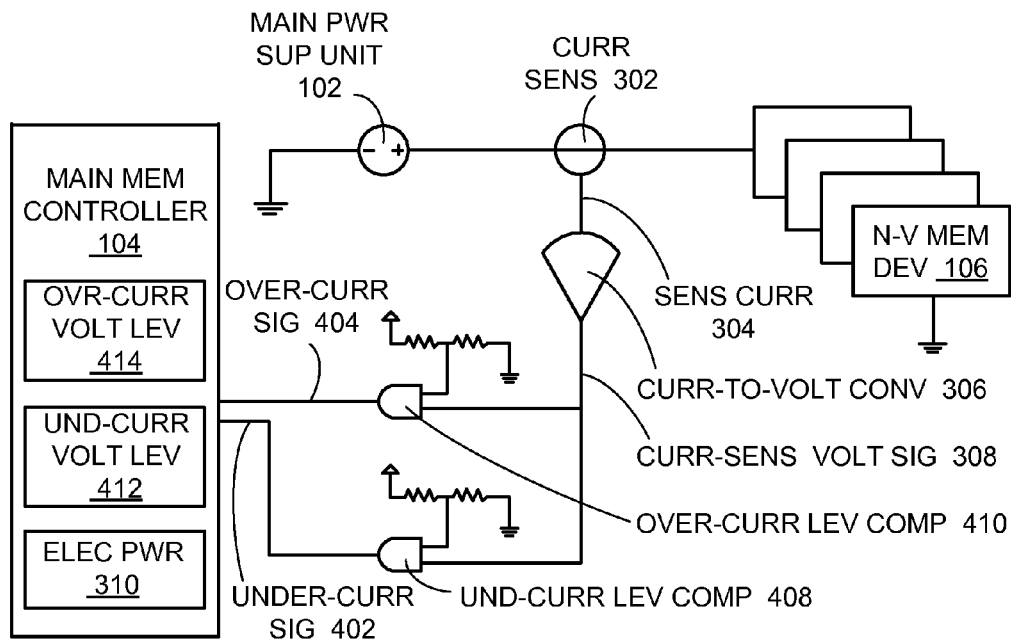 MAIN PWR
SUP UNIT
102
CURR
SENS 302
MAIN MEM
CONTROLLER
104
N-V MEM
DEV 106
OVR-CURR
VOLT LEV
414
OVER-CURR
SIG 404
SENS CURR
304
CURR-TO-VOLT CONV 306
UND-CURR
VOLT LEV
412
CURR-SENS VOLT SIG 308
OVER-CURR LEV COMP 410
ELEC PWR
310
UNDER-CURR
SIG 402
UND-CURR LEV COMP 408
- +